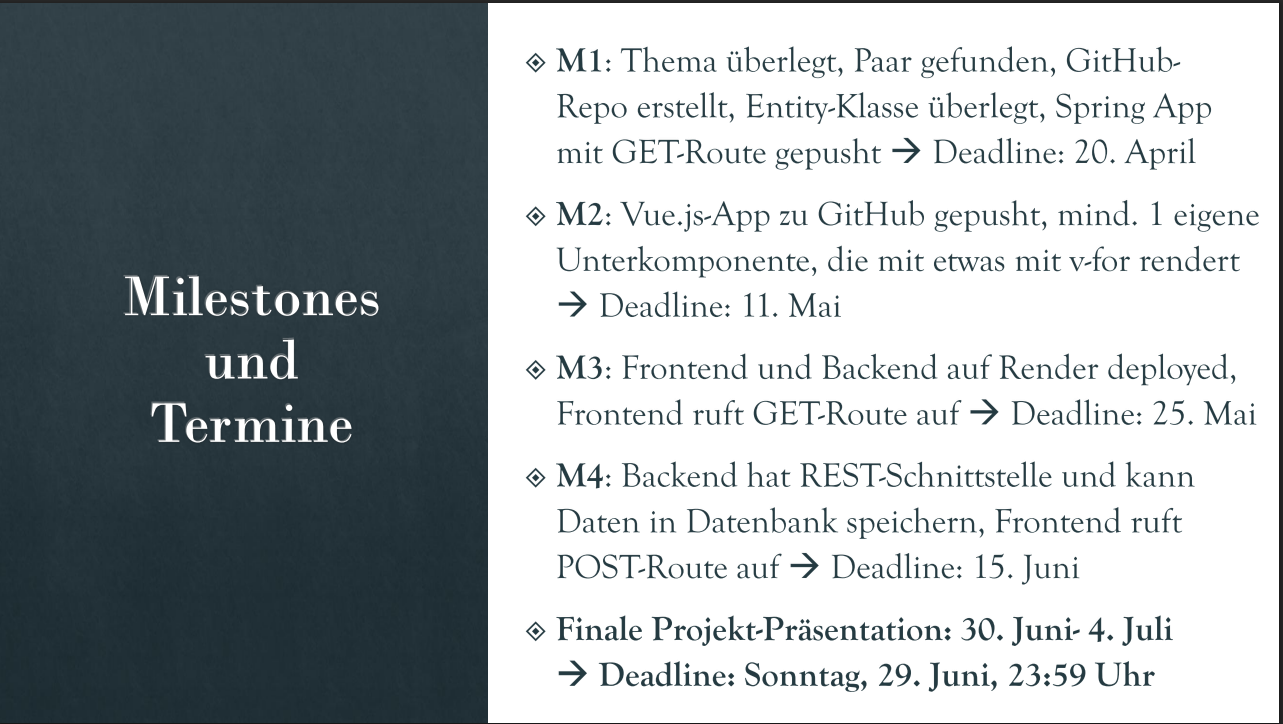 Milestones
und
Termine
M1: Thema überlegt, Paar gefunden, GitHub-
Repo erstellt, Entity-Klasse überlegt, Spring App
mit GET-Route gepusht → Deadline: 20. April
M2: Vue.js-App zu GitHub gepusht, mind. 1 eigene
Unterkomponente, die mit etwas mit v-for rendert
→ Deadline: 11. Mai
M3: Frontend und Backend auf Render deployed,
Frontend ruft GET-Route auf → Deadline: 25. Mai
M4: Backend hat REST-Schnittstelle und kann
Daten in Datenbank speichern, Frontend ruft
POST-Route auf → Deadline: 15. Juni
Finale Projekt-Präsentation: 30. Juni- 4. Juli
→ Deadline: Sonntag, 29. Juni, 23:59 Uhr